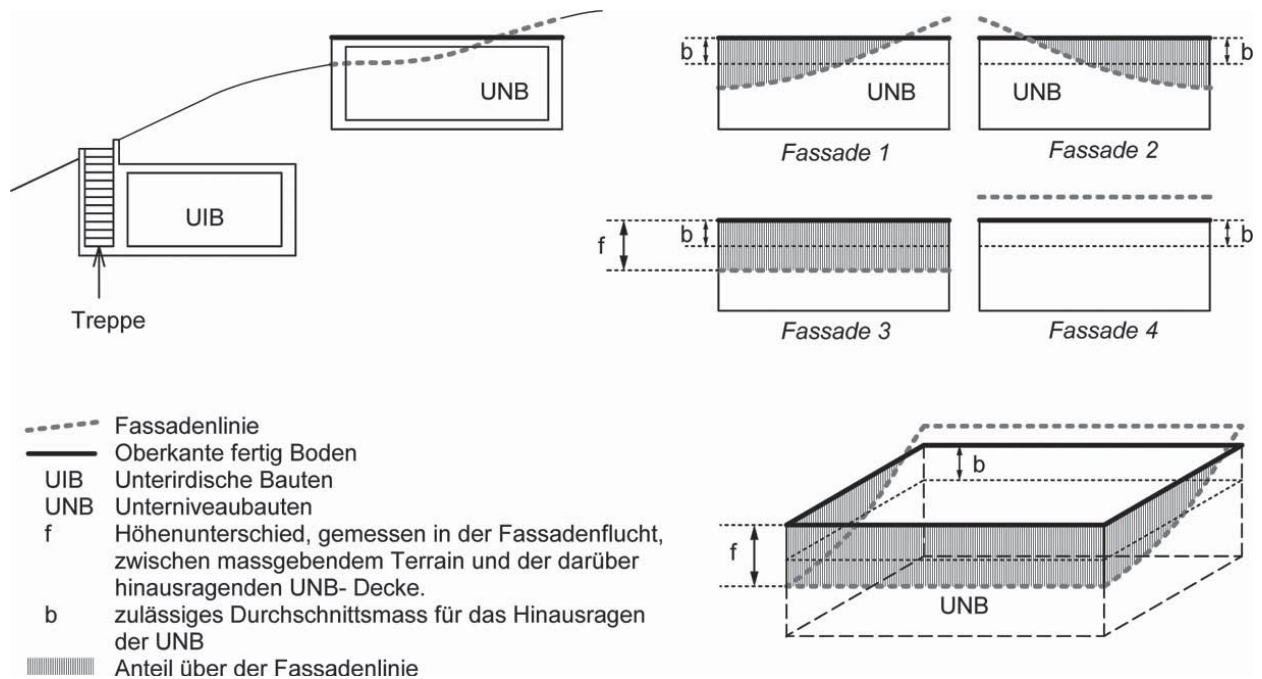 UNB
UIB
Treppe
b
UNB
Fassade 1
UNB
b
Fassade 2
f
b
Fassade 3
b
Fassade 4
Fassadenlinie
Oberkante fertig Boden
UIB Unterirdische Bauten
UNB Unterniveaubauten
f Höhenunterschied, gemessen in der Fassadenflucht,
zwischen massgebendem Terrain und der darüber
hinausragenden UNB- Decke.
b zulässiges Durchschnittsmass für das Hinausragen
der UNB
Anteil über der Fassadenlinie
b
f
UNB